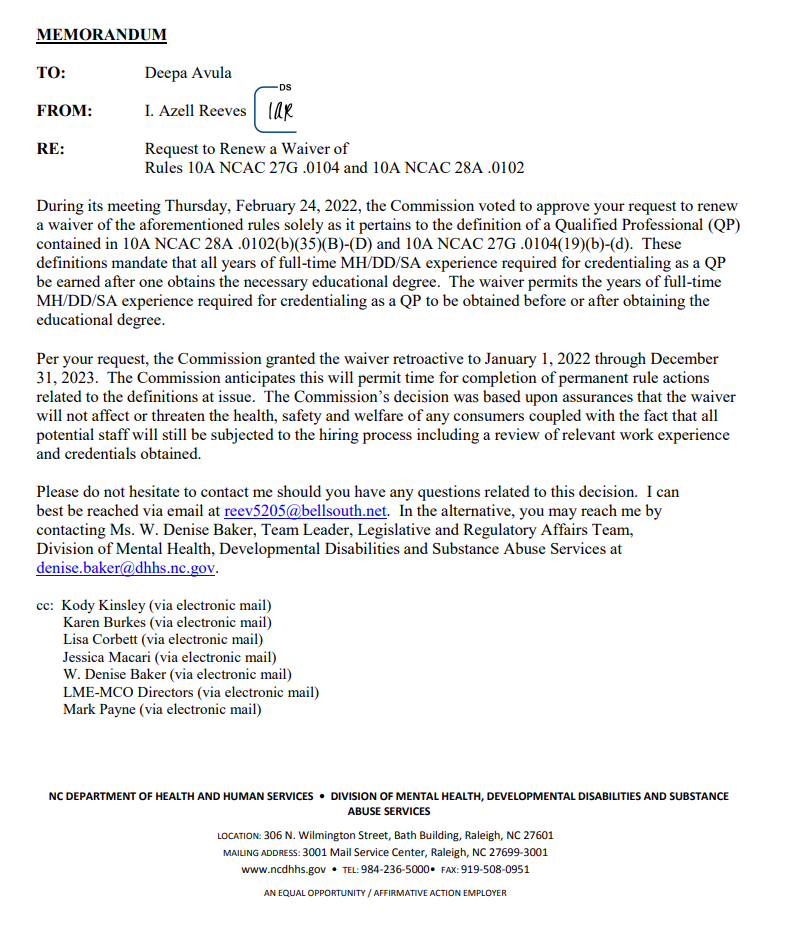 MEMORANDUM
TO: Deepa Avula
DS
FROM: I. Azell Reeves IAR
RE: Request to Renew a Waiver of
Rules 10A NCAC 27G .0104 and 10A NCAC 28A .0102
During its meeting Thursday, February 24, 2022, the Commission voted to approve your request to renew
a waiver of the aforementioned rules solely as it pertains to the definition of a Qualified Professional (QP)
contained in 10A NCAC 28A .0102(b)(35)(B)-(D) and 10A NCAC 27G .0104(19)(b)-(d). These
definitions mandate that all years of full-time MH/DD/SA experience required for credentialing as a QP
be earned after one obtains the necessary educational degree. The waiver permits the years of full-time
MH/DD/SA experience required for credentialing as a QP to be obtained before or after obtaining the
educational degree.
Per your request, the Commission granted the waiver retroactive to January 1, 2022 through December
31, 2023. The Commission anticipates this will permit time for completion of permanent rule actions
related to the definitions at issue. The Commission’s decision was based upon assurances that the waiver
will not affect or threaten the health, safety and welfare of any consumers coupled with the fact that all
potential staff will still be subjected to the hiring process including a review of relevant work experience
and credentials obtained.
Please do not hesitate to contact me should you have any questions related to this decision. I can
best be reached via email at reev5205@bellsouth.net. In the alternative, you may reach me by
contacting Ms. W. Denise Baker, Team Leader, Legislative and Regulatory Affairs Team,
Division of Mental Health, Developmental Disabilities and Substance Abuse Services at
denise.baker@dhhs.nc.gov.
cc: Kody Kinsley (via electronic mail)
Karen Burkes (via electronic mail)
Lisa Corbett (via electronic mail)
Jessica Macari (via electronic mail)
W. Denise Baker (via electronic mail)
LME-MCO Directors (via electronic mail)
Mark Payne (via electronic mail)
NC DEPARTMENT OF HEALTH AND HUMAN SERVICES • DIVISION OF MENTAL HEALTH, DEVELOPMENTAL DISABILITIES AND SUBSTANCE
ABUSE SERVICES
LOCATION: 306 N. Wilmington Street, Bath Building, Raleigh, NC 27601
MAILING ADDRESS: 3001 Mail Service Center, Raleigh, NC 27699-3001
www.ncdhhs.gov • TEL: 984-236-5000• FAX: 919-508-0951
AN EQUAL OPPORTUNITY / AFFIRMATIVE ACTION EMPLOYER